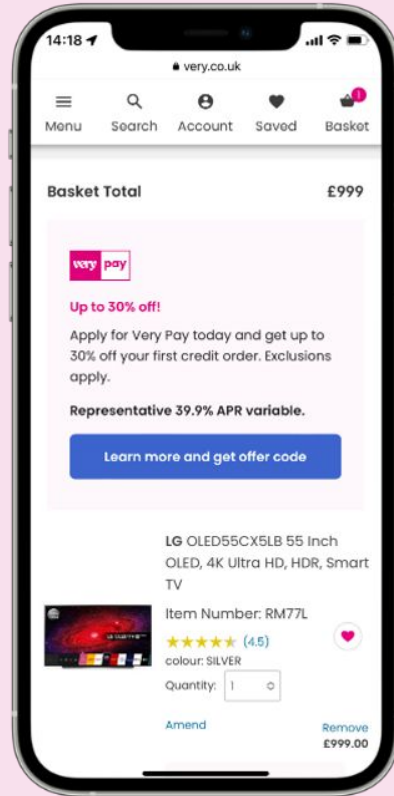 14:18
very.co.uk
Menu Search Account Saved Basket
1
Basket Total £999
very pay
Up to 30% off!
Apply for Very Pay today and get up to
30% off your first credit order. Exclusions
apply.
Representative 39.9% APR variable.
Learn more and get offer code
LG OLED55CX5LB 55 Inch
OLED, 4K Ultra HD, HDR, Smart
TV
Item Number: RM77L
(4.5)
colour: SILVER
Quantity: 1
Amend Remove
£999.00